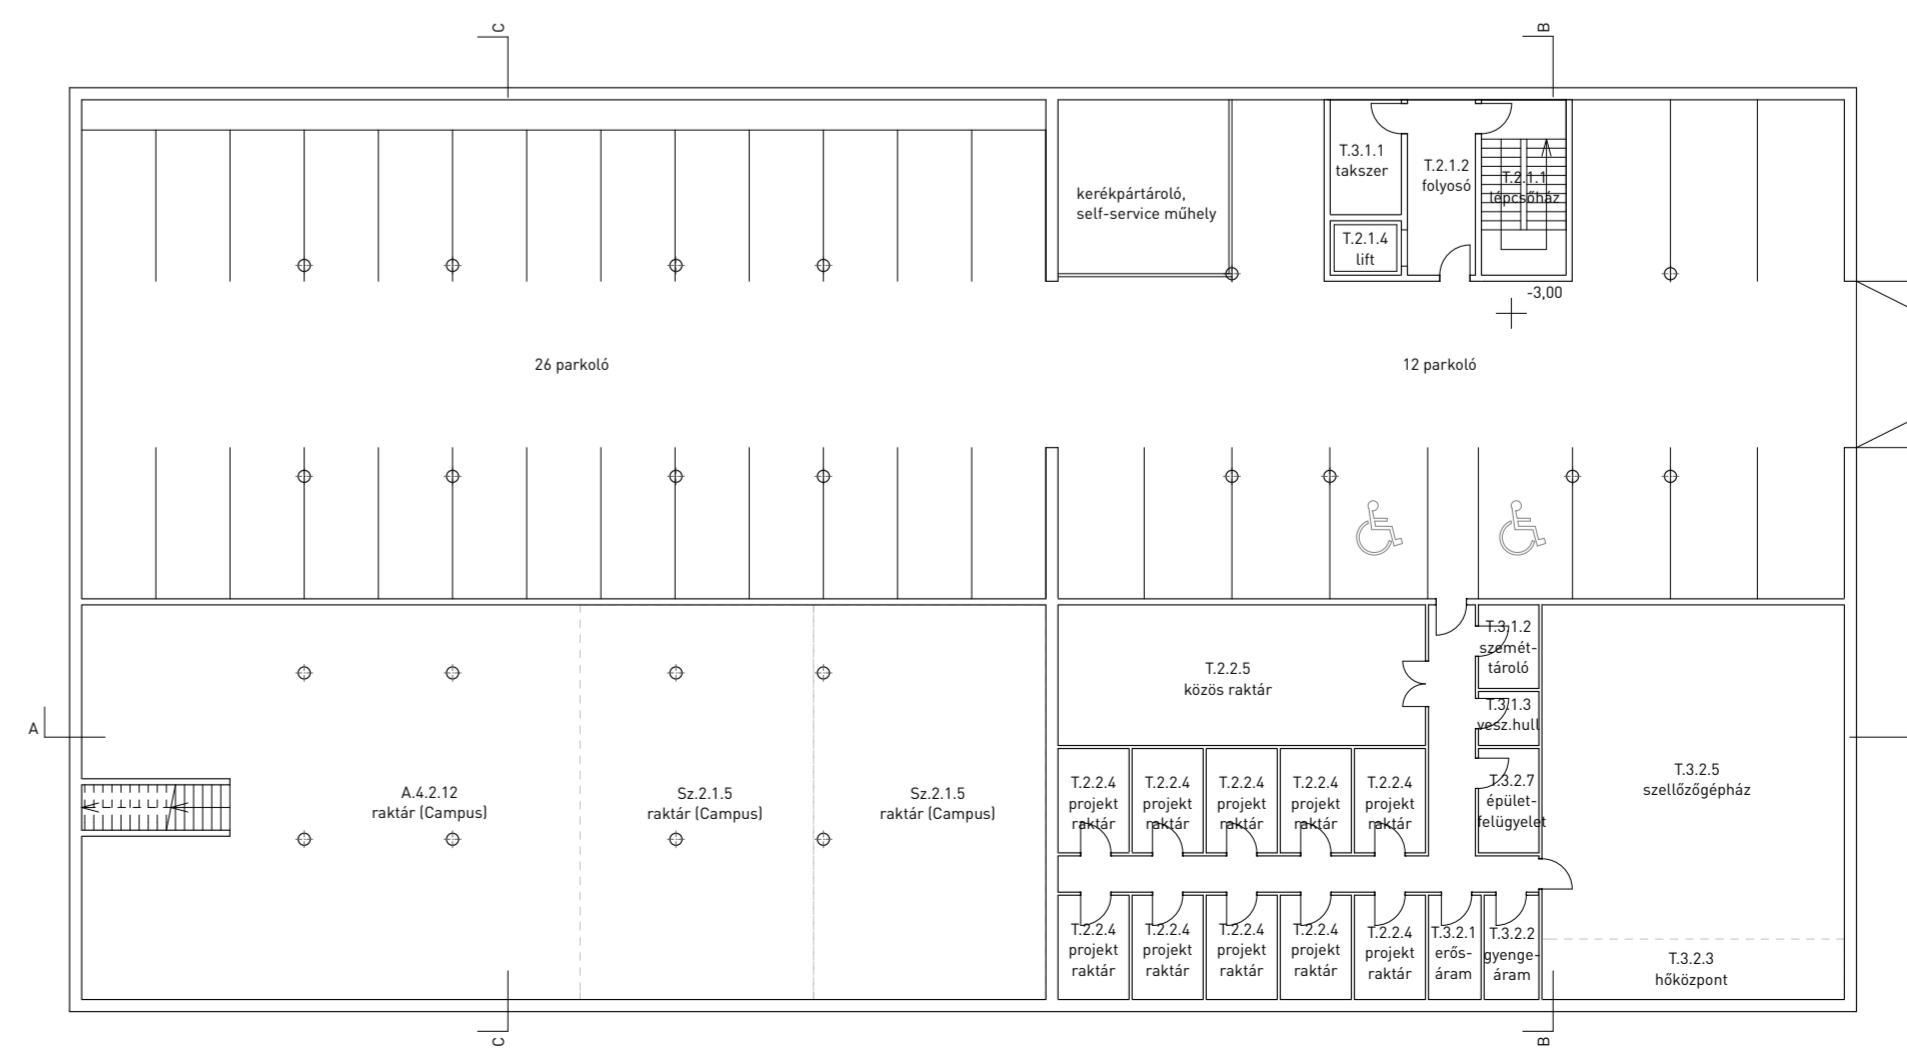 C
B
T.3.1.1
takszer
T.2.1.2
folyosó
T.2.1.1
lépcsőház
kerékpártároló,
self-service műhely
T.2.1.4
lift
-3,00
26 parkoló
12 parkoló
T.3.1.2
szemét-
tároló
T.2.2.5
közös raktár
T.3.1.3
vesz.hull
A
A.4.2.12
raktár (Campus)
Sz.2.1.5
raktár (Campus)
Sz.2.1.5
raktár (Campus)
T.2.2.4
projekt
raktár
T.2.2.4
projekt
raktár
T.2.2.4
projekt
raktár
T.2.2.4
projekt
raktár
T.2.2.4
projekt
raktár
T.3.2.7
épület-
felügyelet
T.3.2.5
szellőzőgépház
T.2.2.4
projekt
raktár
T.2.2.4
projekt
raktár
T.2.2.4
projekt
raktár
T.2.2.4
projekt
raktár
T.2.2.4
projekt
raktár
T.3.2.1
erős-
áram
T.3.2.2
gyenge-
áram
T.3.2.3
hőközpont
C
B